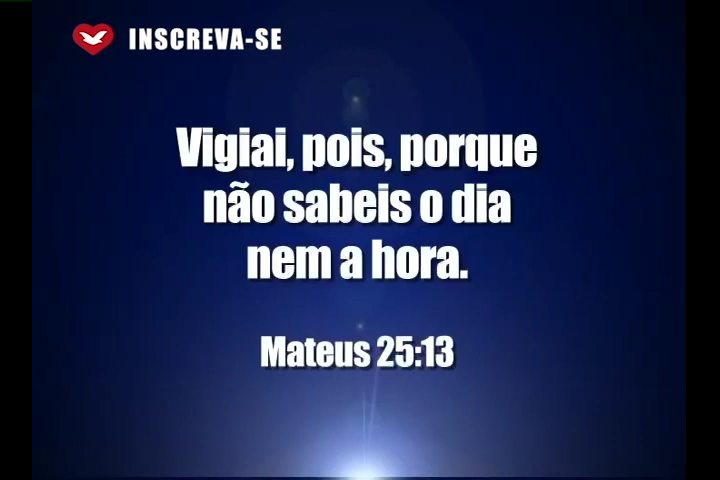 INSCREVA-SE
Vigiai, pois, porque
não sabeis o dia
nem a hora.
Mateus 25:13